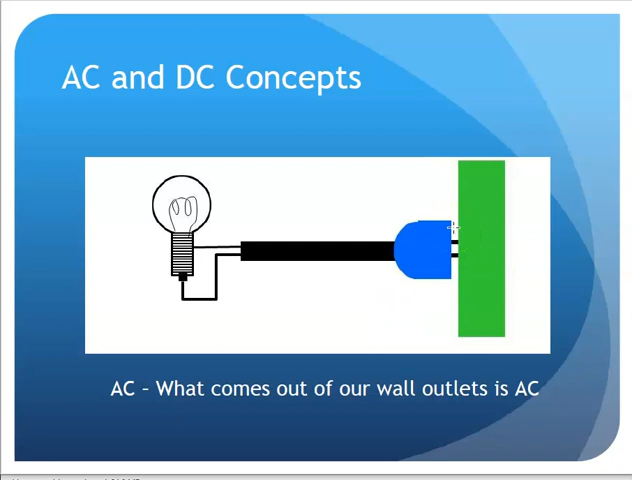 AC and DC Concepts
AC – What comes out of our wall outlets is AC